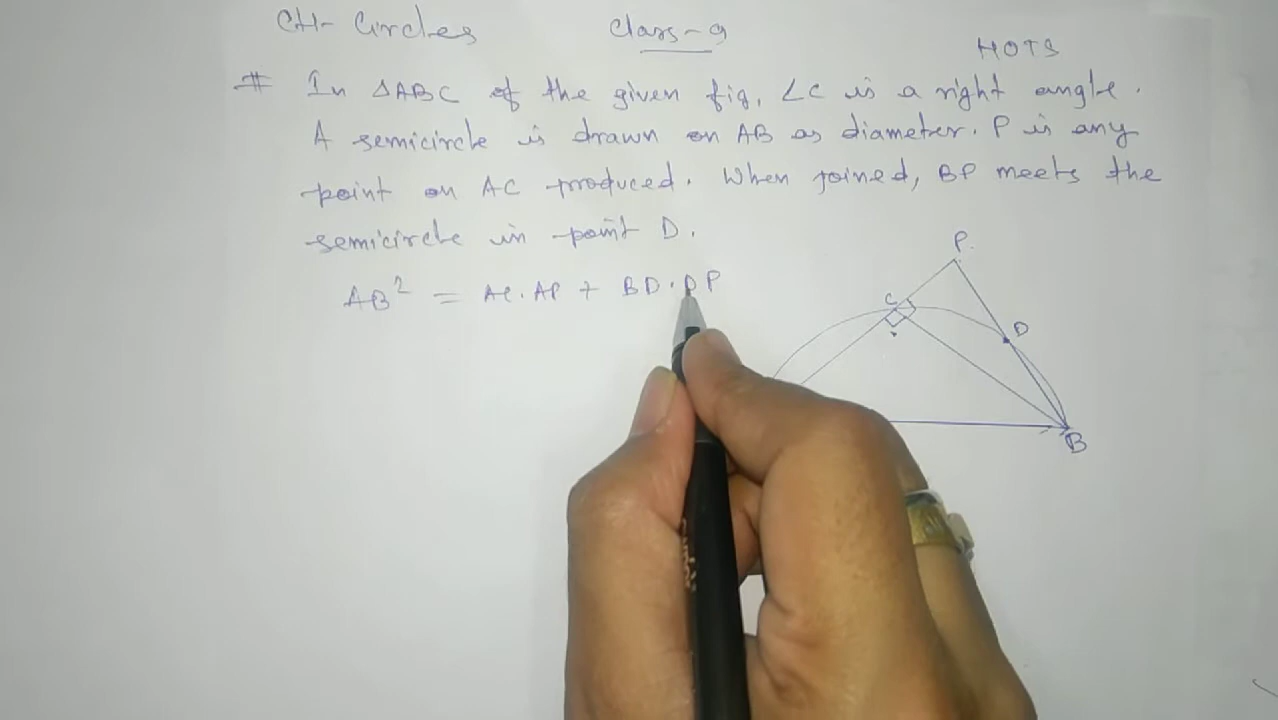 CH- Circles Class-9
HOTS
# In ΔABC of the given fig, ∠C is a right angle.
A semicircle is drawn on AB as diameter. P is any
point on AC produced. When joined, BP meets the
semicircle in point D.
AB² = AC.AP + BD.DP
P.
C
D
B